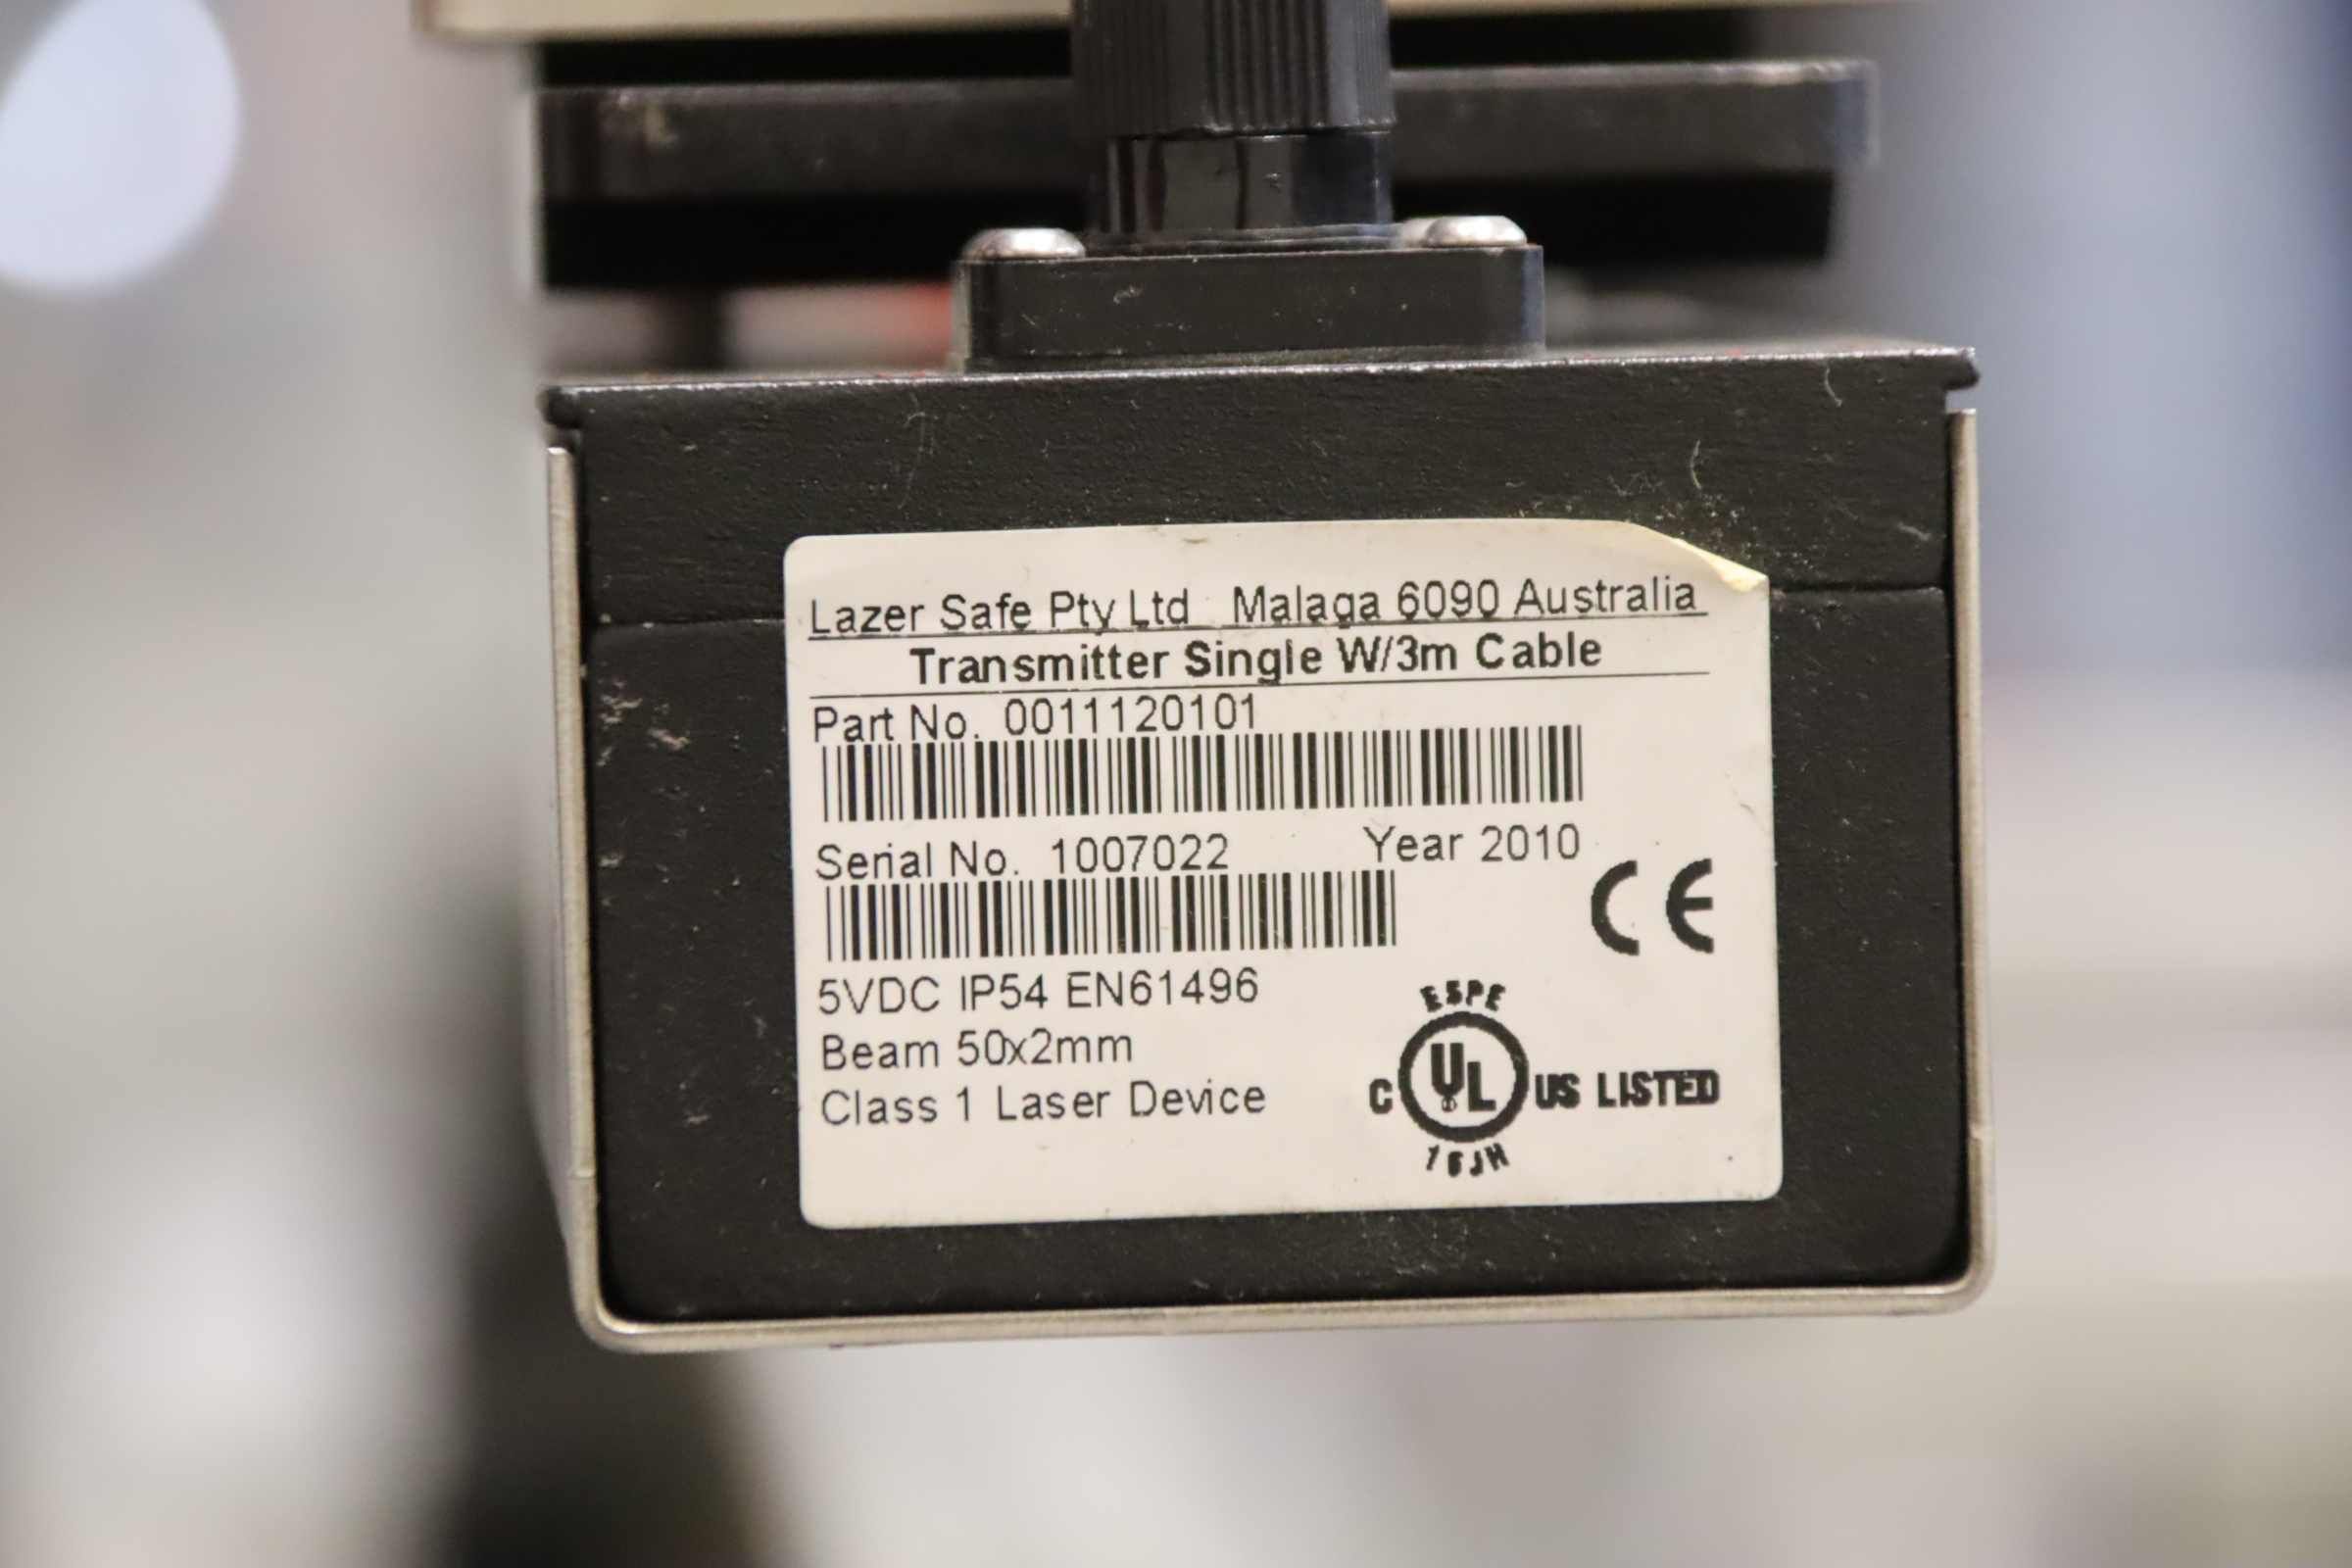 Lazer Safe Pty Ltd Malaga 6090 Australia
Transmitter Single W/3m Cable
Part No. 0011120101
Serial No. 1007022 Year 2010
CE
5VDC IP54 EN61496
Beam 50x2mm
Class 1 Laser Device
ESPE
C UL US LISTED
16JH